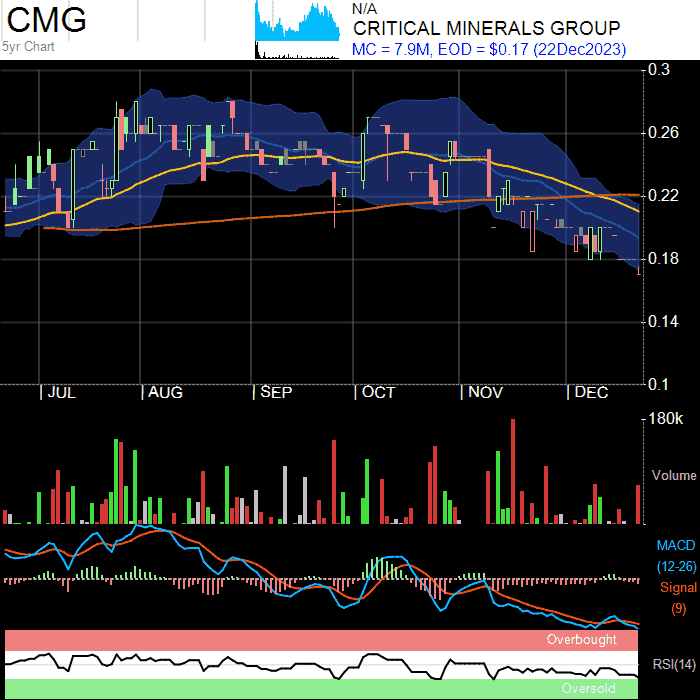 CMG
5yr Chart
N/A
CRITICAL MINERALS GROUP
MC = 7.9M, EOD = $0.17 (22Dec2023)
0.3
0.26
0.22
0.18
0.14
0.1
JUL AUG SEP OCT NOV DEC
180k
Volume
MACD
(12-26)
Signal
(9)
Overbought
RSI(14)
Oversold